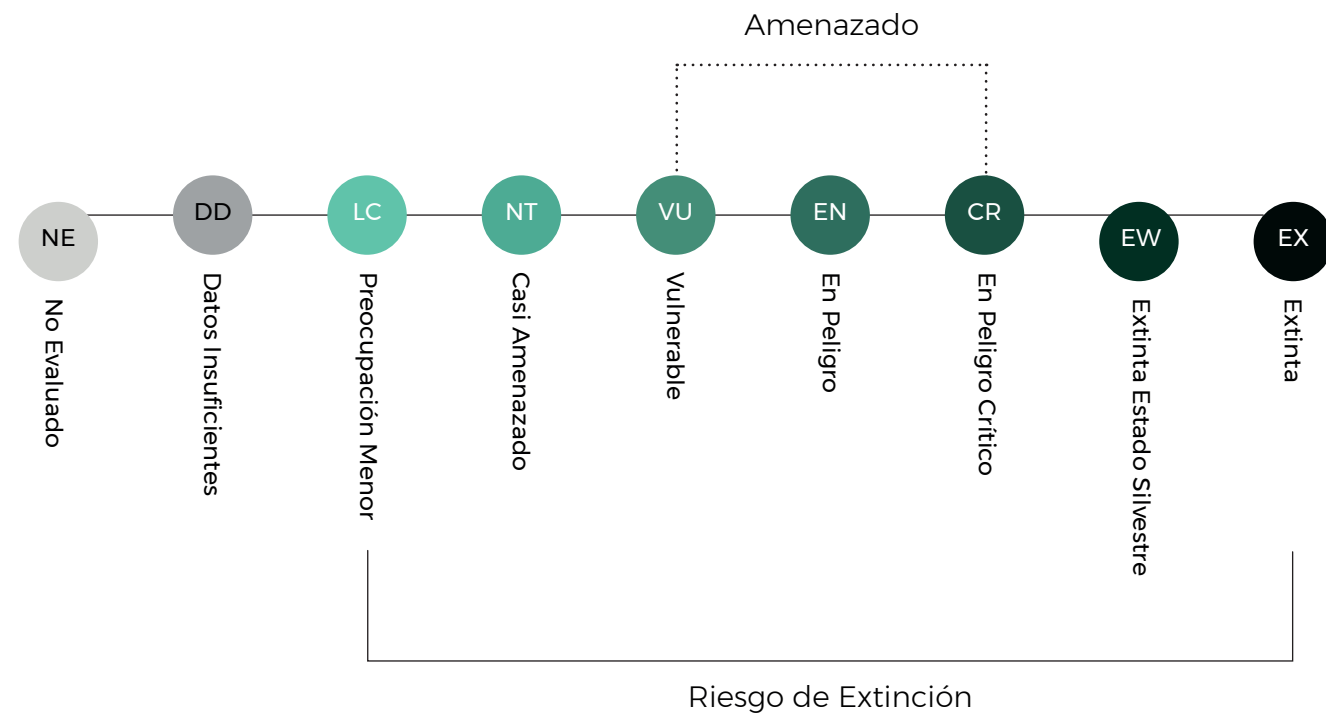 Amenazado
NE
DD
LC
NT
VU
EN
CR
EW
EX
No Evaluado
Datos Insuficientes
Preocupación Menor
Casi Amenazado
Vulnerable
En Peligro
En Peligro Crítico
Extinta Estado Silvestre
Extinta
Riesgo de Extinción